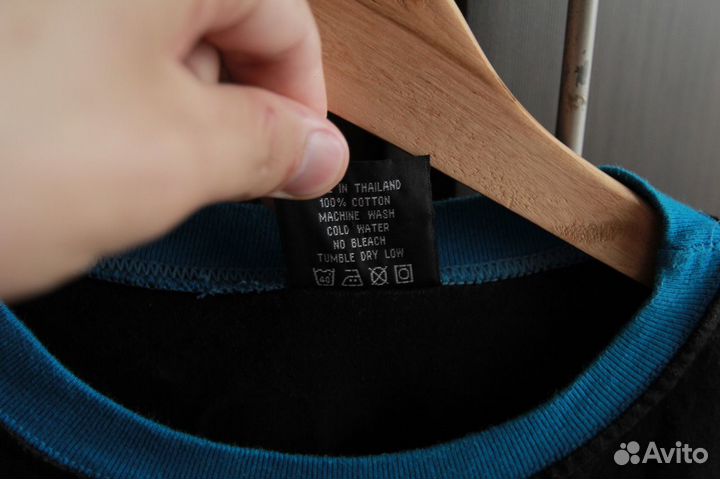 IN THAILAND
100% COTTON
MACHINE WASH
COLD WATER
NO BLEACH
TUMBLE DRY LOW
40
Avito